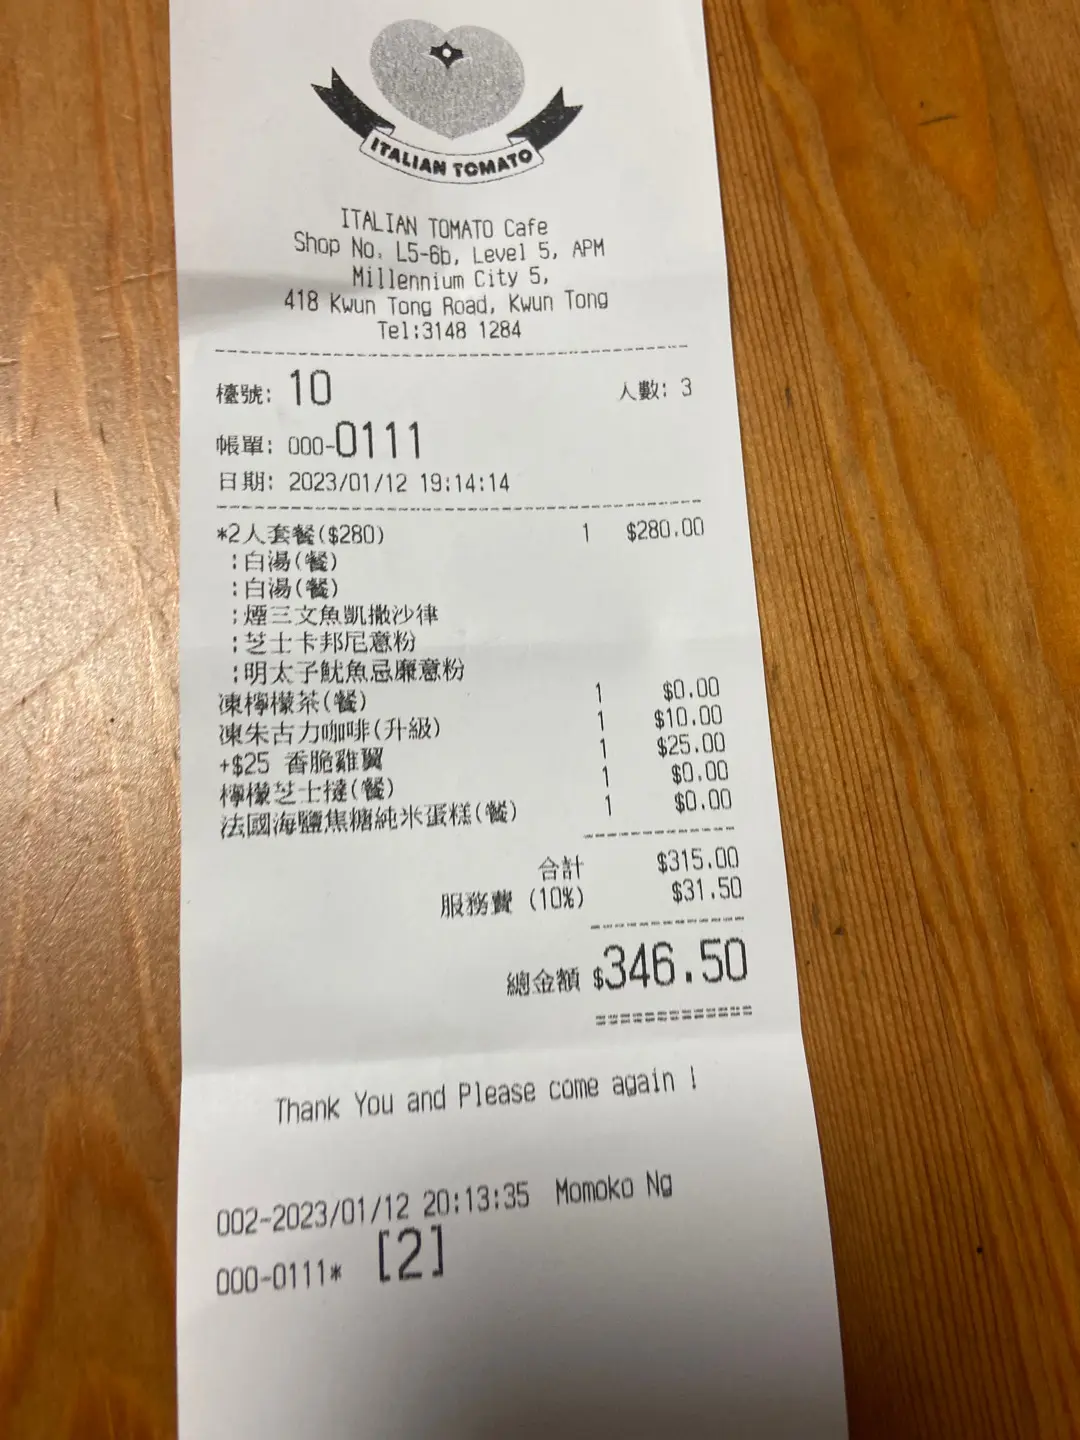 ITALIAN TOMATO
ITALIAN TOMATO Cafe
Shop No. L5-6b, Level 5, APM
Millennium City 5,
418 Kwun Tong Road, Kwun Tong
Tel:3148 1284
檯號: 10 人數: 3
帳單: 000-0111
日期: 2023/01/12 19:14:14
*2人套餐($280) 1 $280.00
:白湯(餐)
:白湯(餐)
:煙三文魚凱撒沙律
:芝士卡邦尼意粉
:明太子魷魚忌廉意粉
凍檸檬茶(餐) 1 $0.00
凍朱古力咖啡(升級) 1 $10.00
+$25 香脆雞翼 1 $25.00
檸檬芝士撻(餐) 1 $0.00
法國海鹽焦糖純米蛋糕(餐) 1 $0.00
合計 $315.00
服務費 (10%) $31.50
總金額 $346.50
Thank You and Please come again !
002-2023/01/12 20:13:35 Momoko Ng
000-0111* [2]